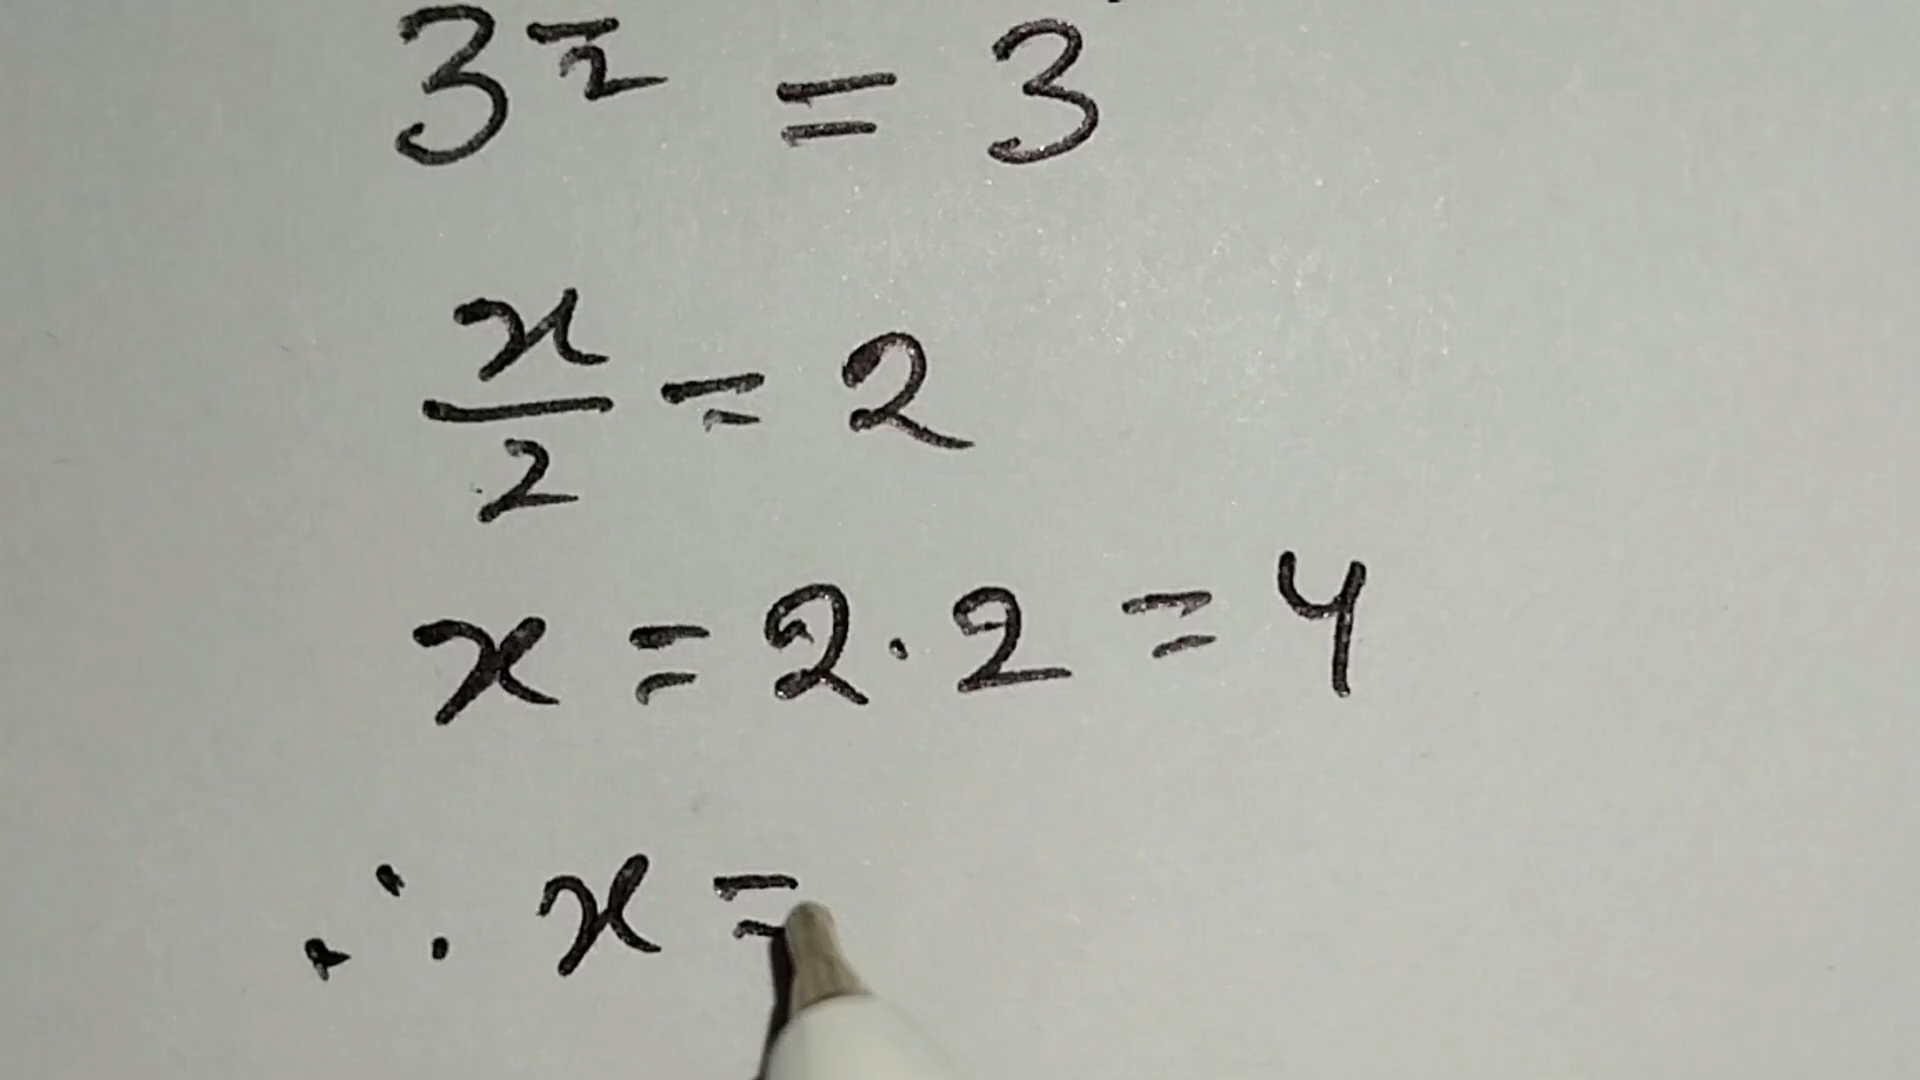 3^{-/2} = 3
x/2 = 2
x = 2·2 = 4
∴ x =